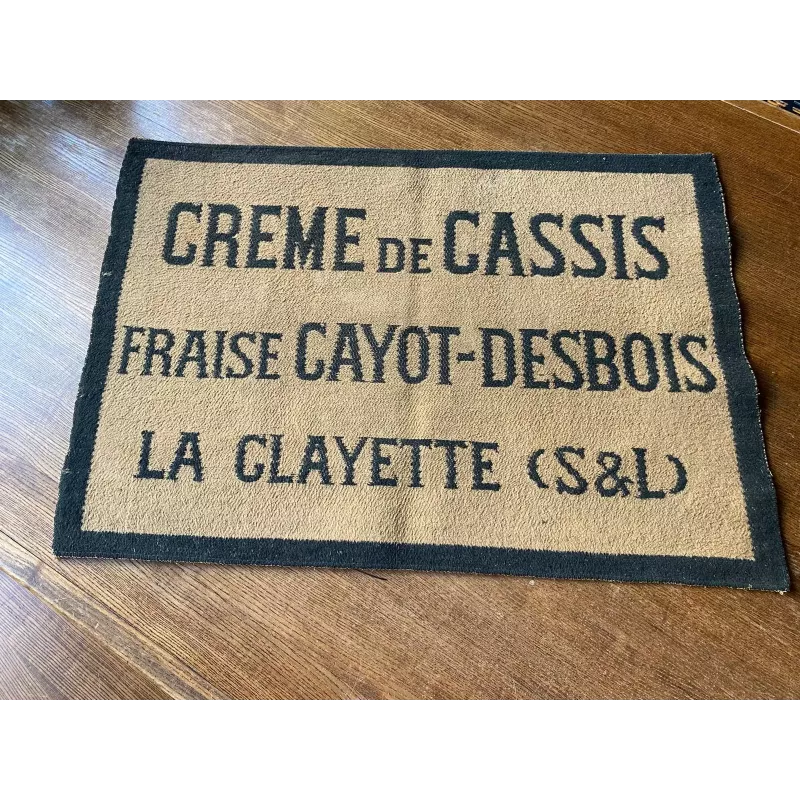 CREME DE CASSIS
FRAISE CAYOT-DESBOIS
LA CLAYETTE (S&L)